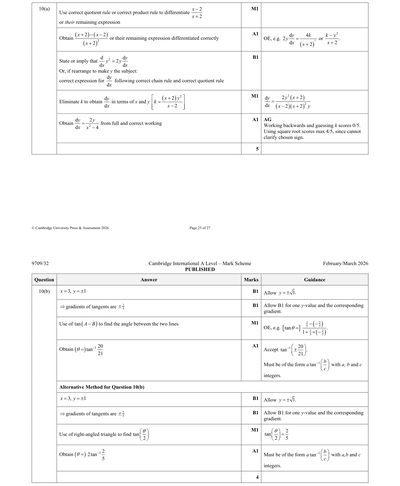 10(a)
Use correct quotient rule or correct product rule to differentiate (x−2)/(x+2)
or their remaining expression
M1
Obtain ((x+2)−(x−2))/(x+2)² or their remaining expression differentiated correctly
A1
OE, e.g. 2y dy/dx = 4k/(x+2)² or k−y²/x+2.
State or imply that d/dx y² = 2y dy/dx
Or, if rearrange to make y the subject:
correct expression for dy/dx following correct chain rule and correct quotient rule
B1
Eliminate k to obtain dy/dx in terms of x and y [k = (x+2)y²/x−2]
M1
dy/dx = 2y²(x+2)/(x−2)(x+2)²y
Obtain dy/dx = 2y/x²−4 from full and correct working
A1
AG
Working backwards and guessing k scores 0/5.
Using square root scores max 4/5, since cannot
clarify chosen sign.
5
© Cambridge University Press & Assessment 2026
Page 25 of 27
9709/32
Cambridge International A Level – Mark Scheme
PUBLISHED
February/March 2026
Question
Answer
Marks
Guidance
10(b)
x = 3, y = ±1
B1
Allow y = ±√1.
⇒ gradients of tangents are ± 2/5
B1
Allow B1 for one y-value and the corresponding
gradient.
Use of tan(A−B) to find the angle between the two lines
M1
OE, e.g. [tan θ =] 2/5−(−2/5)/1+2/5×(−2/5)
Obtain (θ =) tan⁻¹ 20/21
A1
Accept tan⁻¹(± 20/21).
Must be of the form a tan⁻¹(b/c) with a, b and c
integers.
Alternative Method for Question 10(b)
x = 3, y = ±1
B1
Allow y = ±√1.
⇒ gradients of tangents are ± 2/5
B1
Allow B1 for one y-value and the corresponding
gradient.
Use of right-angled triangle to find tan(θ/2)
M1
tan(θ/2) = 2/5
Obtain (θ =) 2 tan⁻¹ 2/5
A1
Must be of the form a tan⁻¹(b/c) with a,b and c
integers.
4